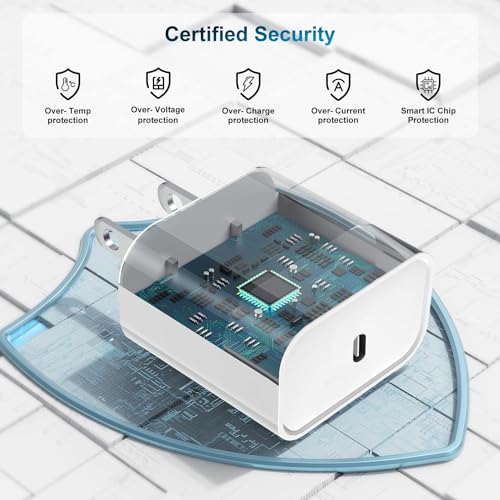 Certified Security
Over- Temp
protection
Over- Voltage
protection
Over- Charge
protection
Over- Current
protection
Smart IC Chip
Protection